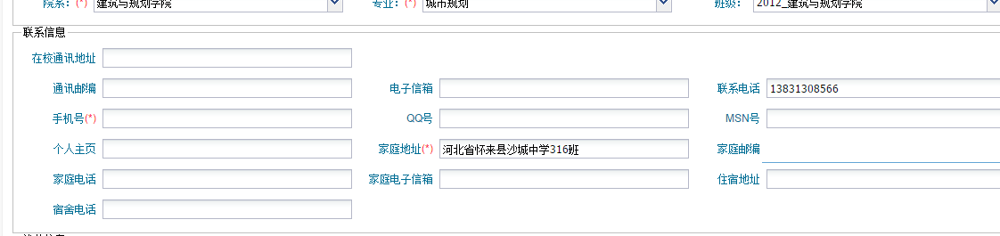 院系：(*) 建筑与规划学院 专业：(*) 城市规划 班级： 2012_建筑与规划学院
联系信息
在校通讯地址
通讯邮编 电子信箱 联系电话 13831308566
手机号(*) QQ号 MSN号
个人主页 家庭地址(*) 河北省怀来县沙城中学316班 家庭邮编
家庭电话 家庭电子信箱 住宿地址
宿舍电话